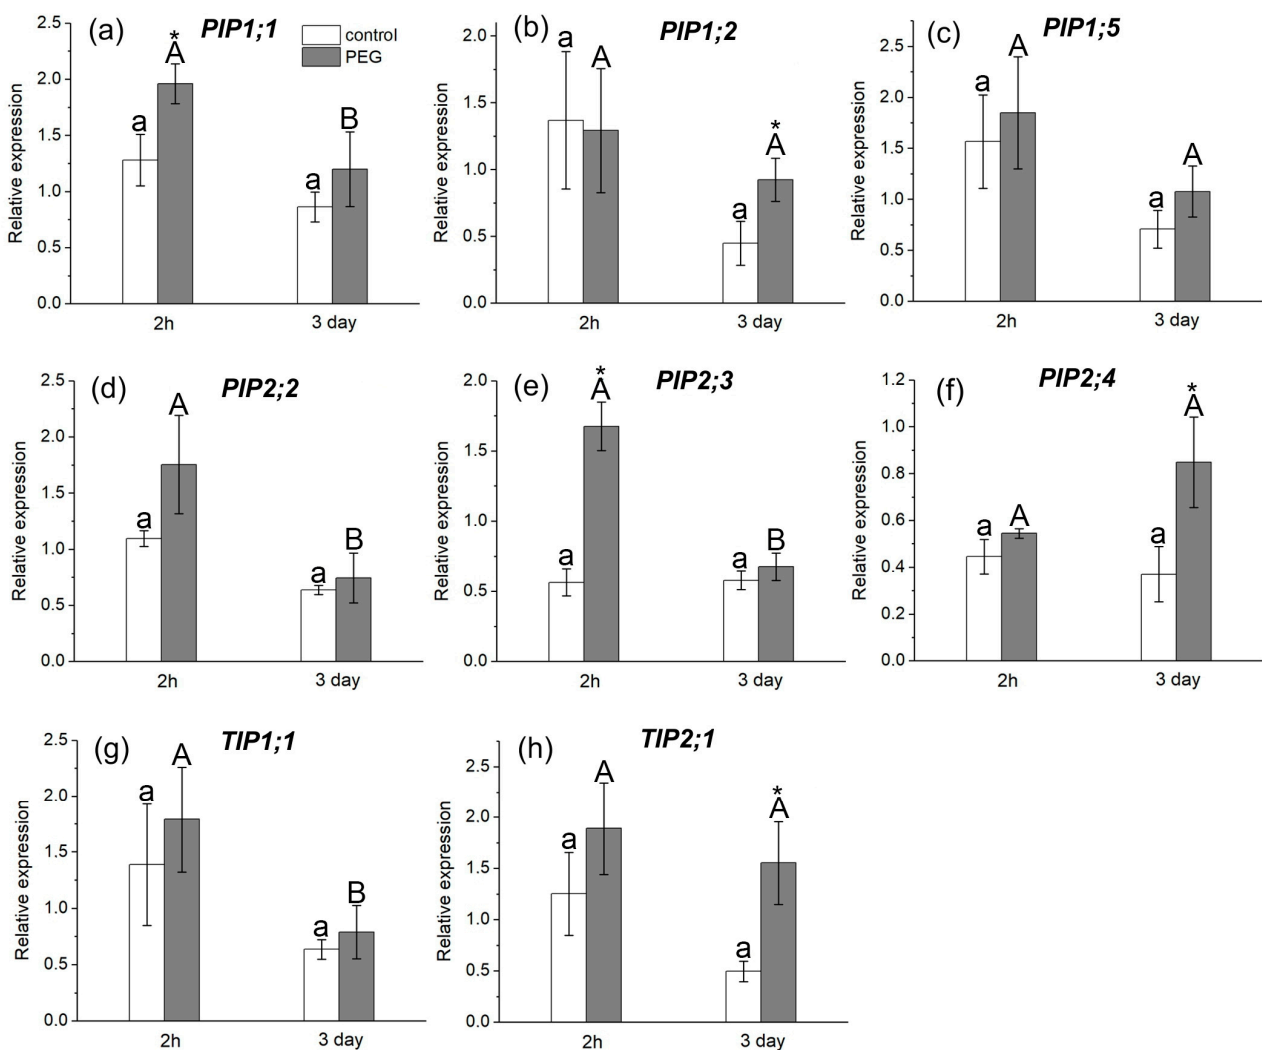 (a) PIP1;1
control
PEG
2.5
2.0
1.5
1.0
0.5
0.0
Relative expression
a
*
A
a
B
2h
3 day
(b) PIP1;2
2.0
1.5
1.0
0.5
0.0
Relative expression
a
A
a
*
A
2h
3 day
(c) PIP1;5
2.5
2.0
1.5
1.0
0.5
0.0
Relative expression
a
A
a
A
2h
3 day
(d) PIP2;2
2.5
2.0
1.5
1.0
0.5
0.0
Relative expression
a
A
a
B
2h
3 day
(e) PIP2;3
2.0
1.5
1.0
0.5
0.0
Relative expression
a
*
A
a
B
2h
3 day
(f) PIP2;4
1.2
1.0
0.8
0.6
0.4
0.2
0.0
Relative expression
a
A
a
*
A
2h
3 day
(g) TIP1;1
2.5
2.0
1.5
1.0
0.5
0.0
Relative expression
a
A
a
B
2h
3 day
(h) TIP2;1
2.5
2.0
1.5
1.0
0.5
0.0
Relative expression
a
A
a
*
A
2h
3 day